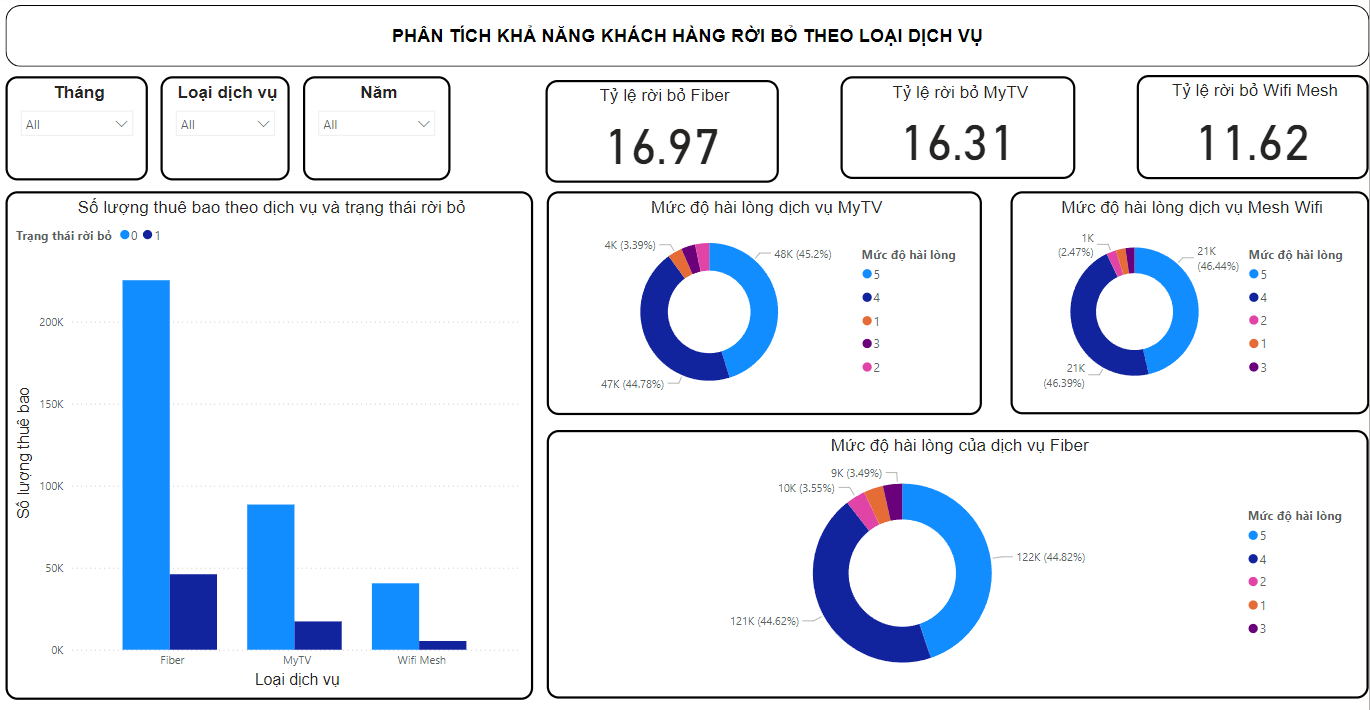 PHÂN TÍCH KHẢ NĂNG KHÁCH HÀNG RỜI BỎ THEO LOẠI DỊCH VỤ
Tháng
All
Loại dịch vụ
All
Năm
All
Tỷ lệ rời bỏ Fiber
16.97
Tỷ lệ rời bỏ MyTV
16.31
Tỷ lệ rời bỏ Wifi Mesh
11.62
Số lượng thuê bao theo dịch vụ và trạng thái rời bỏ
Trạng thái rời bỏ 0 1
Số lượng thuê bao
200K
150K
100K
50K
0K
Fiber MyTV Wifi Mesh
Loại dịch vụ
Mức độ hài lòng dịch vụ MyTV
4K (3.39%)
48K (45.2%)
47K (44.78%)
Mức độ hài lòng
5
4
1
3
2
Mức độ hài lòng dịch vụ Mesh Wifi
1K
(2.47%)
21K
(46.44%)
21K
(46.39%)
Mức độ hài lòng
5
4
2
1
3
Mức độ hài lòng của dịch vụ Fiber
9K (3.49%)
10K (3.55%)
122K (44.82%)
121K (44.62%)
Mức độ hài lòng
5
4
2
1
3